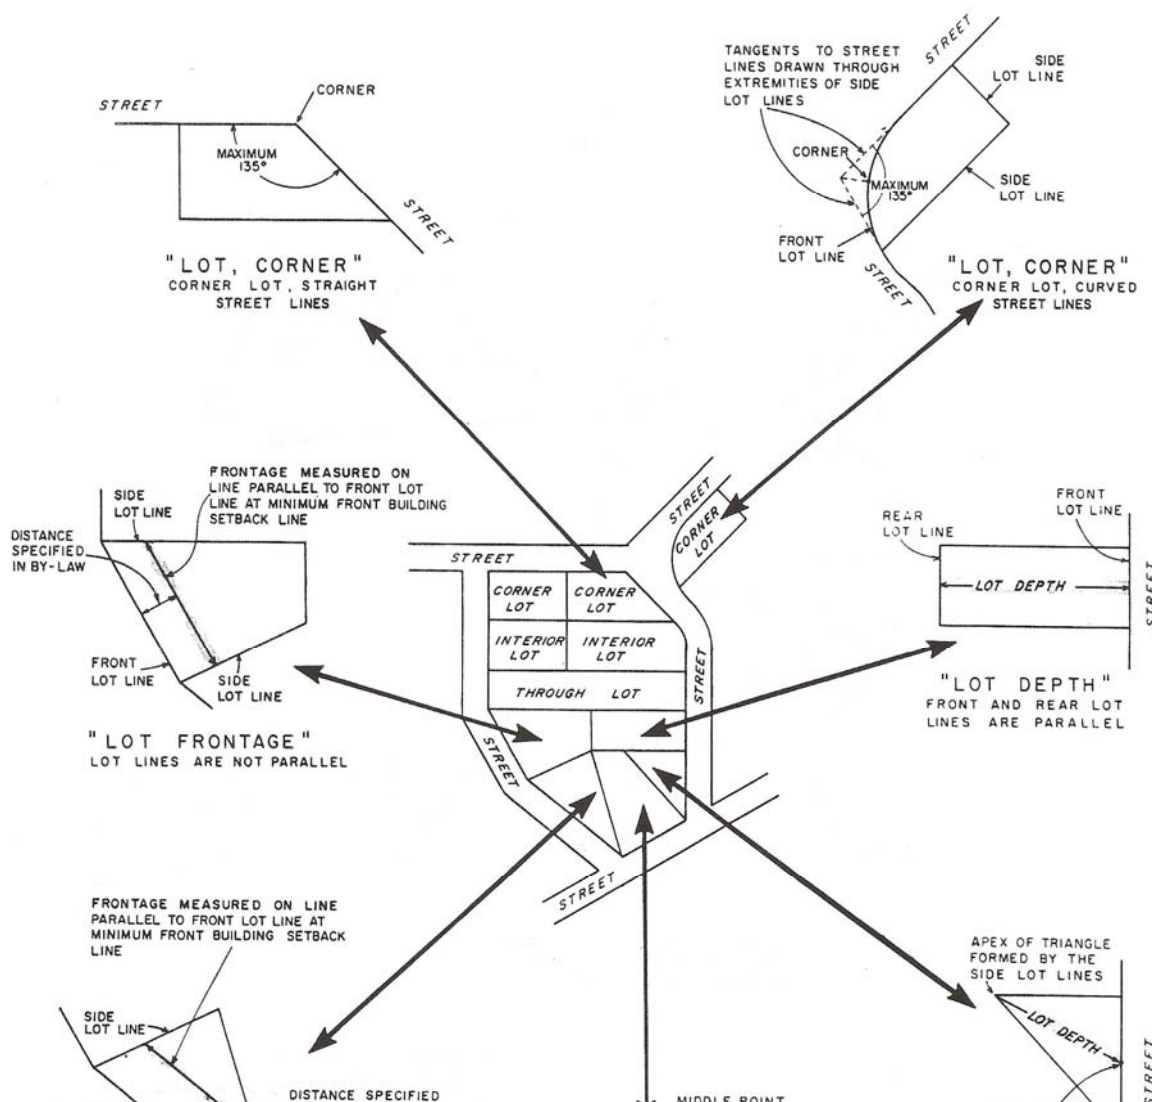 STREET
CORNER
MAXIMUM
135°
STREET
"LOT, CORNER"
CORNER LOT, STRAIGHT
STREET LINES
TANGENTS TO STREET
LINES DRAWN THROUGH
EXTREMITIES OF SIDE
LOT LINES
STREET
SIDE
LOT LINE
CORNER
MAXIMUM
135°
SIDE
LOT LINE
FRONT
LOT LINE
STREET
"LOT, CORNER"
CORNER LOT, CURVED
STREET LINES
FRONTAGE MEASURED ON
LINE PARALLEL TO FRONT LOT
LINE AT MINIMUM FRONT BUILDING
SETBACK LINE
SIDE
LOT LINE
DISTANCE
SPECIFIED
IN BY-LAW
FRONT
LOT LINE
SIDE
LOT LINE
"LOT FRONTAGE"
LOT LINES ARE NOT PARALLEL
STREET
STREET
CORNER
LOT
CORNER
LOT
CORNER
LOT
INTERIOR
LOT
INTERIOR
LOT
THROUGH LOT
STREET
STREET
STREET
FRONT
LOT LINE
REAR
LOT LINE
LOT DEPTH
STREET
"LOT DEPTH"
FRONT AND REAR LOT
LINES ARE PARALLEL
FRONTAGE MEASURED ON LINE
PARALLEL TO FRONT LOT LINE AT
MINIMUM FRONT BUILDING SETBACK
LINE
SIDE
LOT LINE
DISTANCE SPECIFIED
MIDDLE POINT
APEX OF TRIANGLE
FORMED BY THE
SIDE LOT LINES
LOT DEPTH
STREET